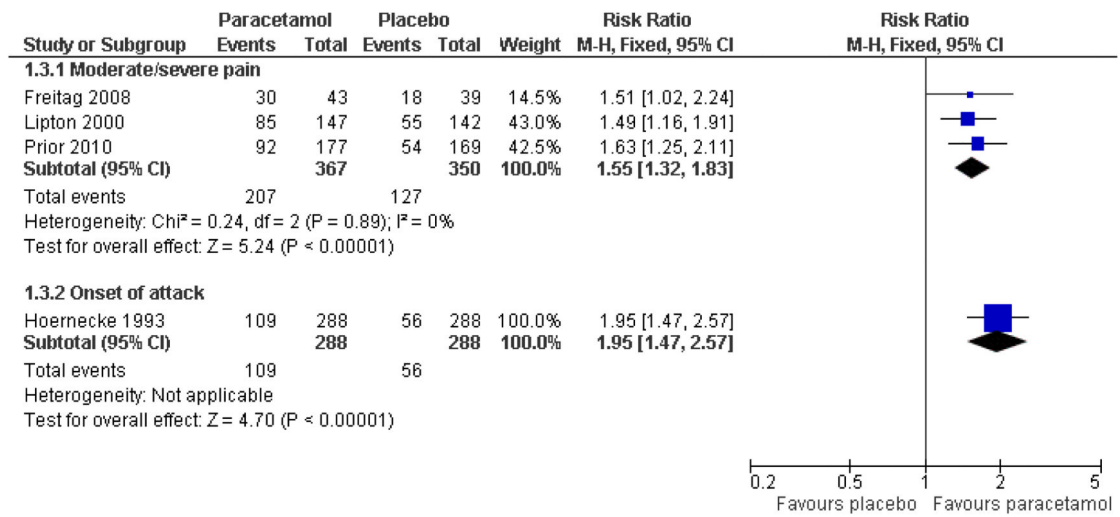 Paracetamol Placebo Risk Ratio Risk Ratio
Study or Subgroup Events Total Events Total Weight M-H, Fixed, 95% CI M-H, Fixed, 95% CI
1.3.1 Moderate/severe pain
Freitag 2008 30 43 18 39 14.5% 1.51 [1.02, 2.24]
Lipton 2000 85 147 55 142 43.0% 1.49 [1.16, 1.91]
Prior 2010 92 177 54 169 42.5% 1.63 [1.25, 2.11]
Subtotal (95% CI) 367 350 100.0% 1.55 [1.32, 1.83]
Total events 207 127
Heterogeneity: Chi² = 0.24, df = 2 (P = 0.89); I² = 0%
Test for overall effect: Z = 5.24 (P < 0.00001)
1.3.2 Onset of attack
Hoernecke 1993 109 288 56 288 100.0% 1.95 [1.47, 2.57]
Subtotal (95% CI) 288 288 100.0% 1.95 [1.47, 2.57]
Total events 109 56
Heterogeneity: Not applicable
Test for overall effect: Z = 4.70 (P < 0.00001)
0.2 0.5 1 2 5
Favours placebo Favours paracetamol